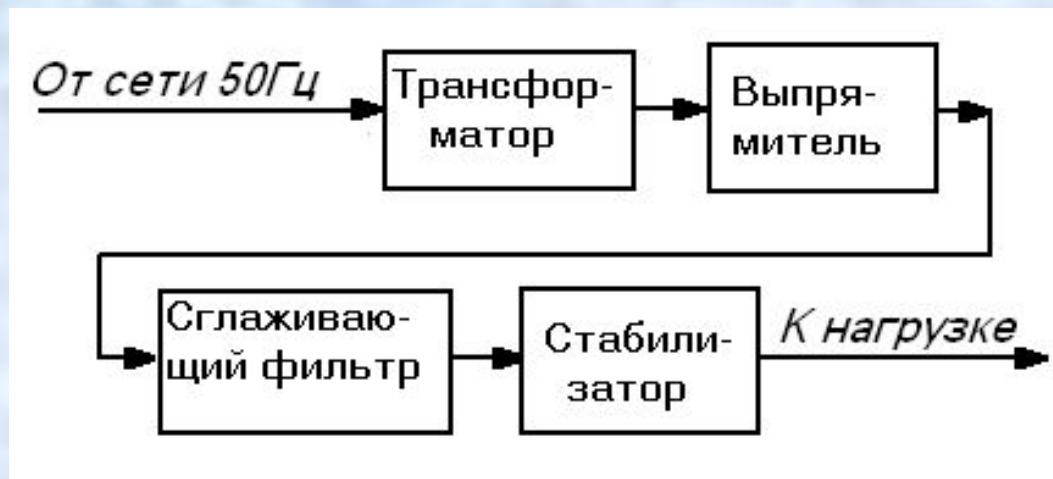 От сети 50Гц
Трансфор-
матор
Выпря-
митель
Сглаживаю-
щий фильтр
Стабили-
затор
К нагрузке